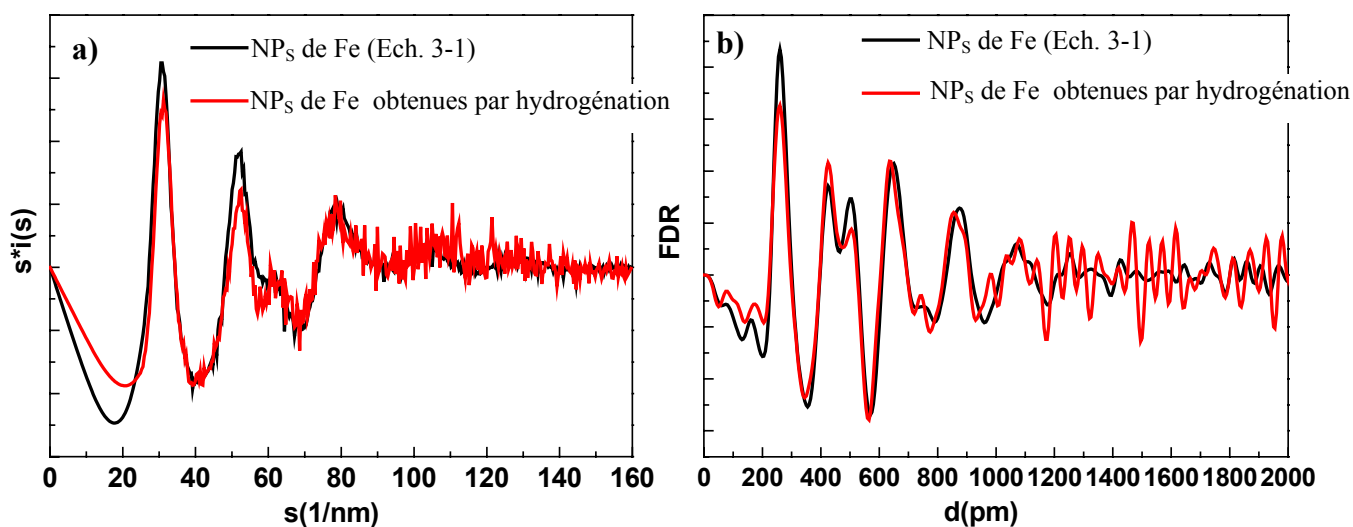 a)
NPS de Fe (Ech. 3-1)
NPS de Fe obtenues par hydrogénation
s*i(s)
0 20 40 60 80 100 120 140 160
s(1/nm)
b)
NPS de Fe (Ech. 3-1)
NPS de Fe obtenues par hydrogénation
FDR
0 200 400 600 800 1000 1200 1400 1600 1800 2000
d(pm)